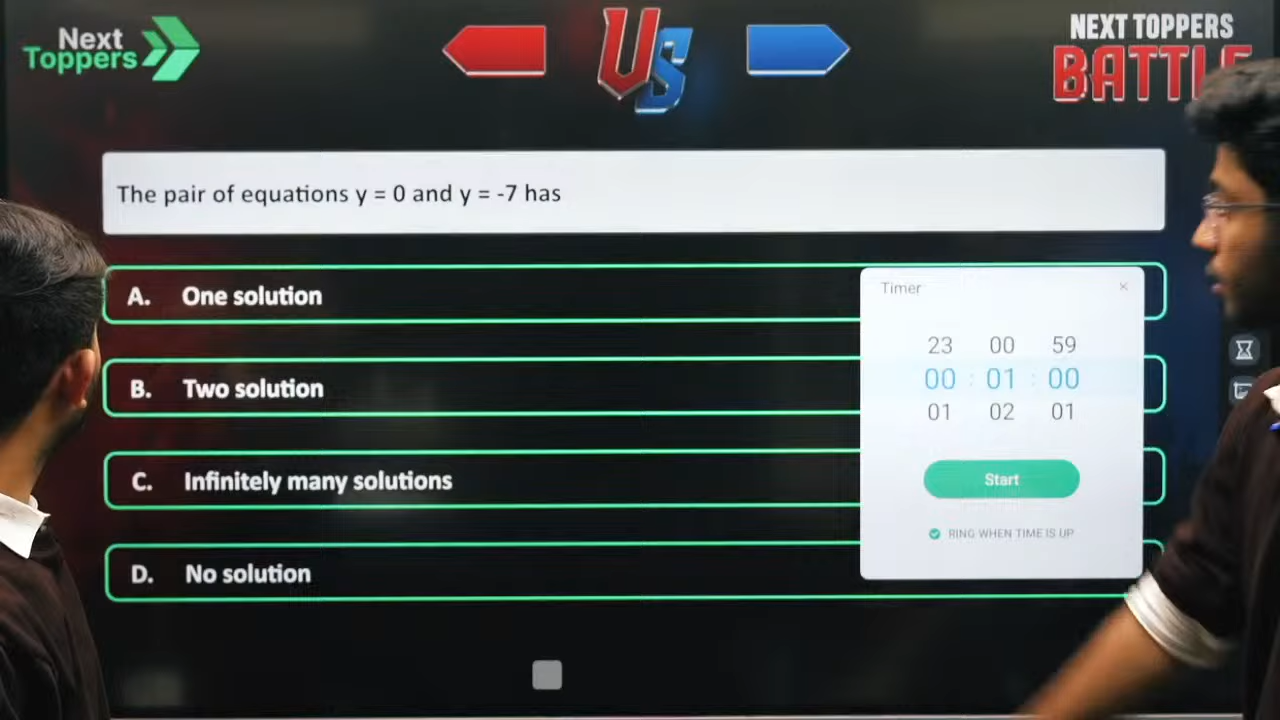 Next
Toppers
US
NEXT TOPPERS
The pair of equations y = 0 and y = -7 has
A. One solution
B. Two solution
C. Infinitely many solutions
D. No solution
Timer ×
23 00 59
00 : 01 : 00
01 02 01
Start
RING WHEN TIME IS UP